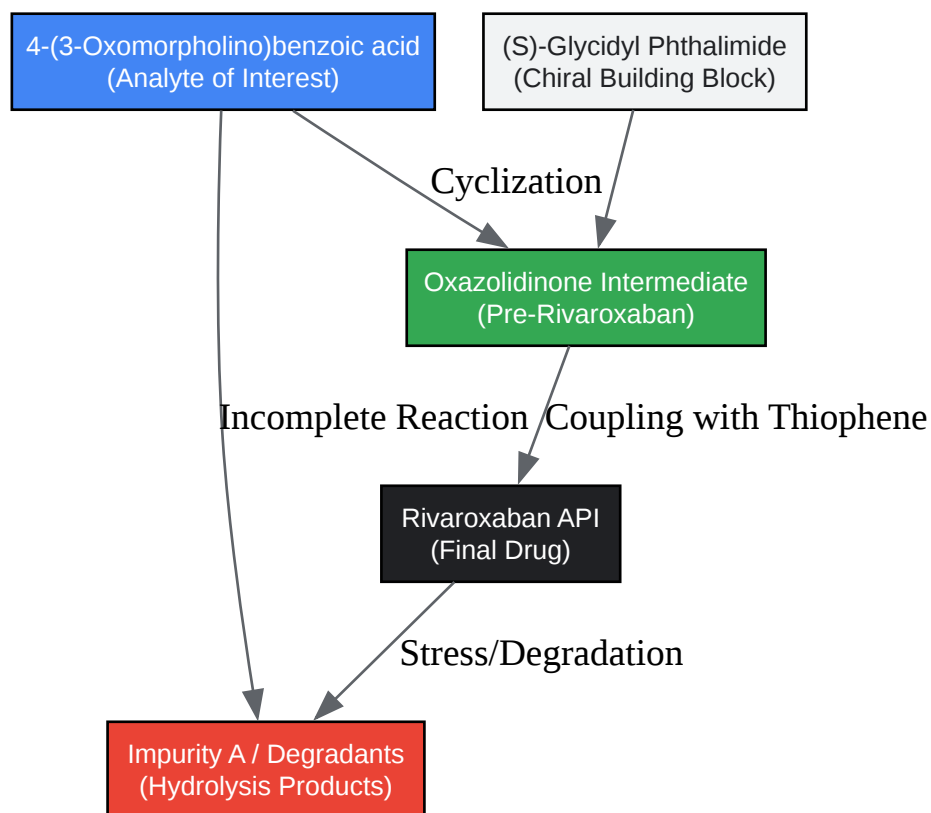 4-(3-Oxomorpholino)benzoic acid
(Analyte of Interest)
(S)-Glycidyl Phthalimide
(Chiral Building Block)
Cyclization
Oxazolidinone Intermediate
(Pre-Rivaroxaban)
Incomplete Reaction
Coupling with Thiophene
Rivaroxaban API
(Final Drug)
Stress/Degradation
Impurity A / Degradants
(Hydrolysis Products)